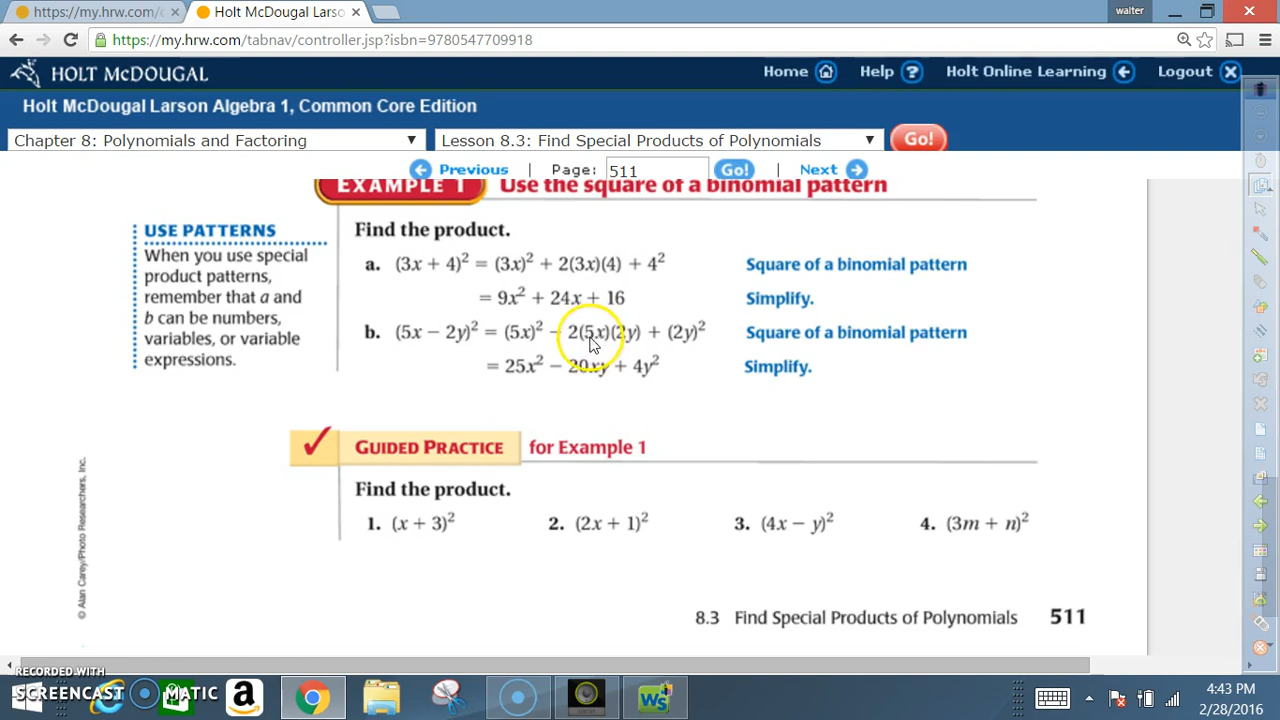 https://my.hrw.com/
Holt McDougal Larso
walter
https://my.hrw.com/tabnav/controller.jsp?isbn=9780547709918
HOLT McDOUGAL
Home
Help
Holt Online Learning
Logout
Holt McDougal Larson Algebra 1, Common Core Edition
Chapter 8: Polynomials and Factoring
Lesson 8.3: Find Special Products of Polynomials
Go!
Previous | Page: 511 Go! | Next
EXAMPLE 1 Use the square of a binomial pattern
USE PATTERNS
When you use special
product patterns,
remember that a and
b can be numbers,
variables, or variable
expressions.
Find the product.
a. (3x + 4)² = (3x)² + 2(3x)(4) + 4² Square of a binomial pattern
= 9x² + 24x + 16 Simplify.
b. (5x − 2y)² = (5x)² − 2(5x)(2y) + (2y)² Square of a binomial pattern
= 25x² − 20xy + 4y² Simplify.
GUIDED PRACTICE for Example 1
Find the product.
1. (x + 3)² 2. (2x + 1)² 3. (4x − y)² 4. (3m + n)²
© Alan Carey/Photo Researchers, Inc.
8.3 Find Special Products of Polynomials 511
RECORDED WITH
SCREENCAST MATIC
4:43 PM
2/28/2016